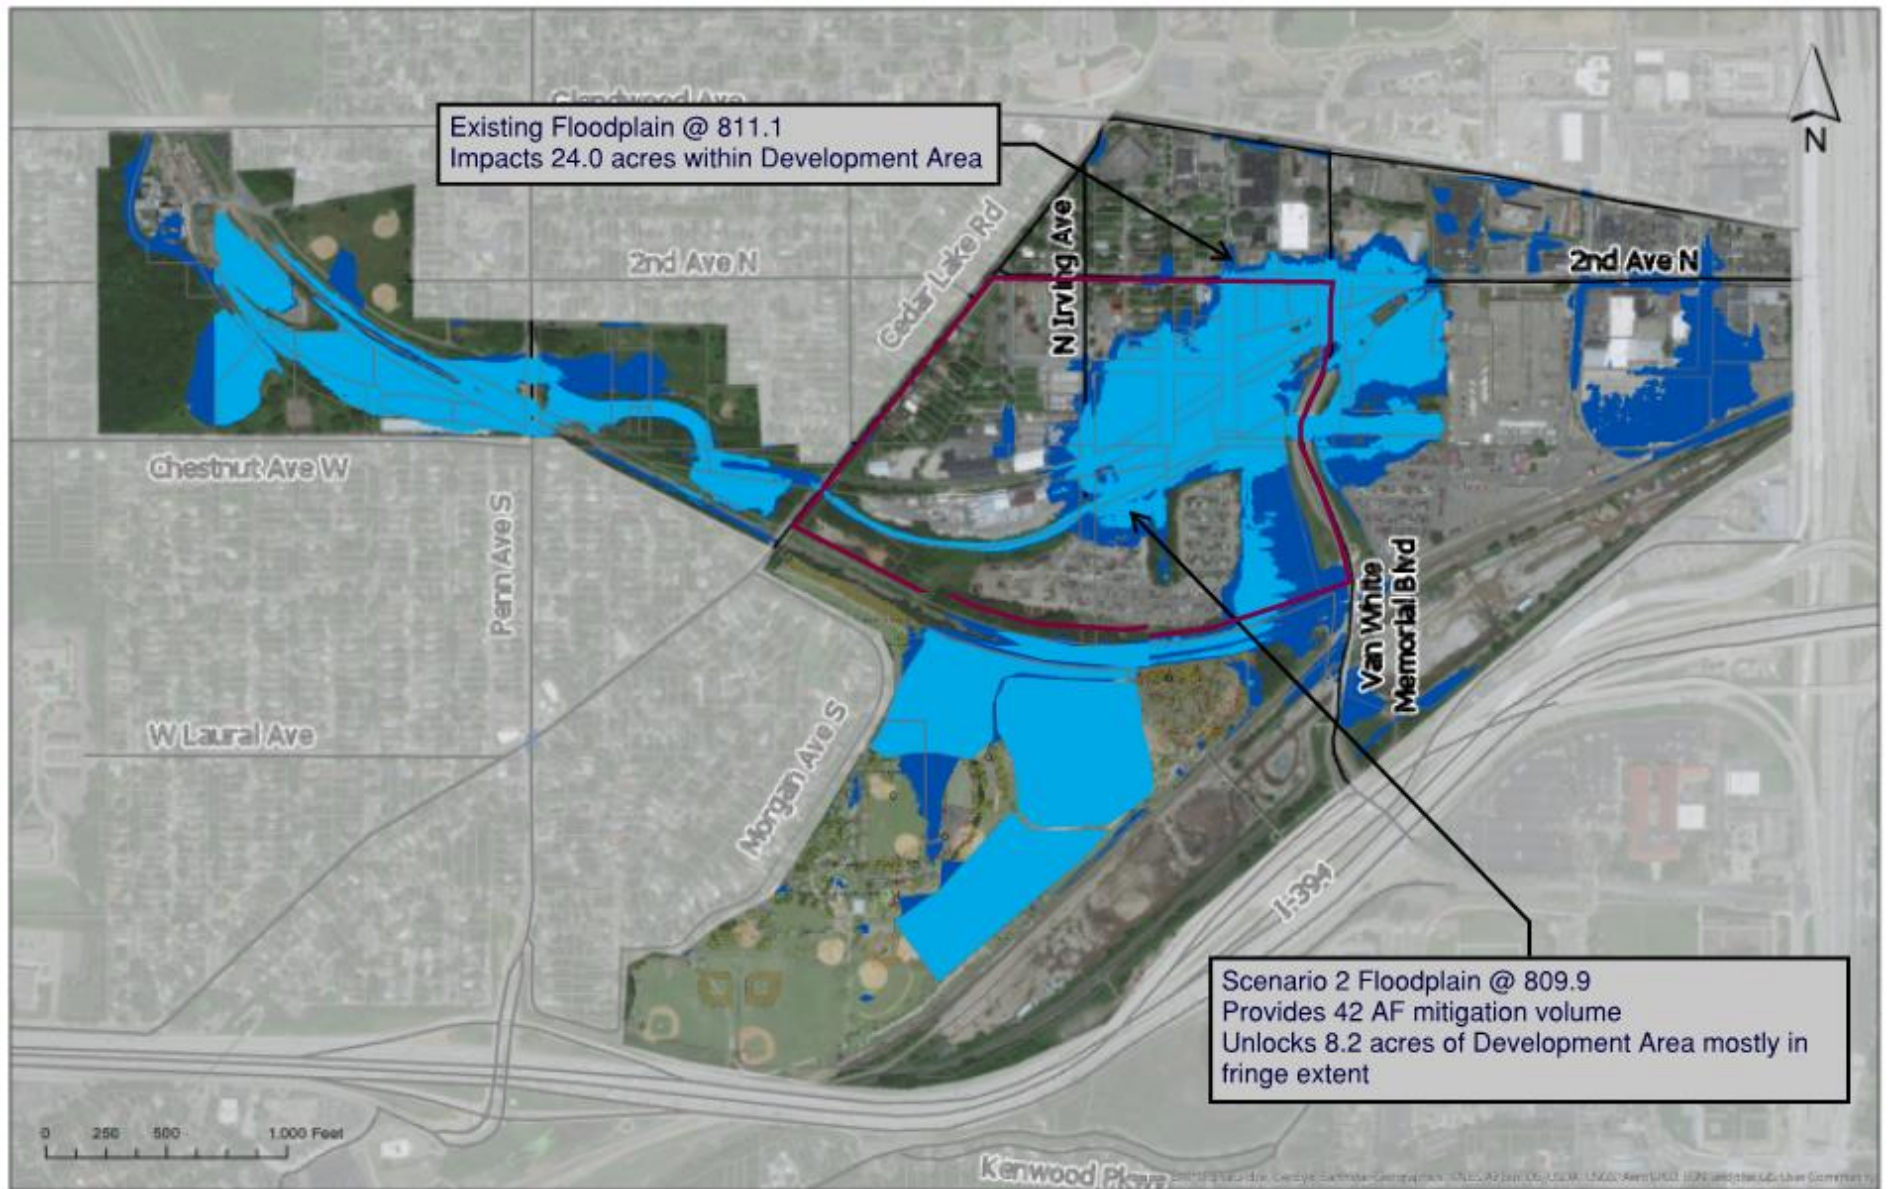 Glendwood Ave
Existing Floodplain @ 811.1
Impacts 24.0 acres within Development Area
N
Cedar Lake Rd
N Irving Ave
2nd Ave N
2nd Ave N
Chestnut Ave W
Penn Ave S
Van White
Memorial Blvd
W Laural Ave
Morgan Ave S
I-394
Scenario 2 Floodplain @ 809.9
Provides 42 AF mitigation volume
Unlocks 8.2 acres of Development Area mostly in
fringe extent
0 250 500 1,000 Feet
Kenwood Pkwy